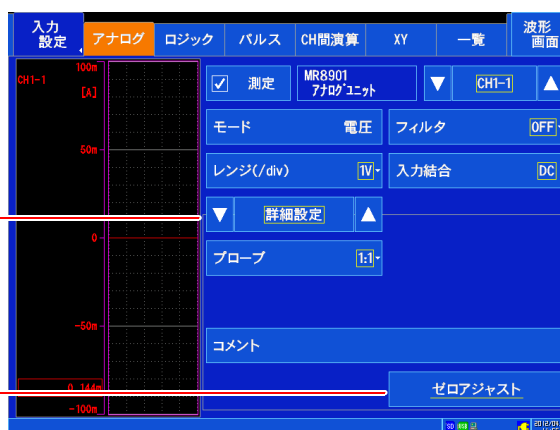 入力
設定
アナログ
ロジック
パルス
CH間演算
XY
一覧
波形
画面
CH1-1
100m
[A]
50m
0
-50m
0.144m
-100m
測定
MR8901
アナログユニット
CH1-1
モード
電圧
フィルタ
OFF
レンジ(/div)
1V
入力結合
DC
詳細設定
プローブ
1:1
コメント
ゼロアジャスト
SD